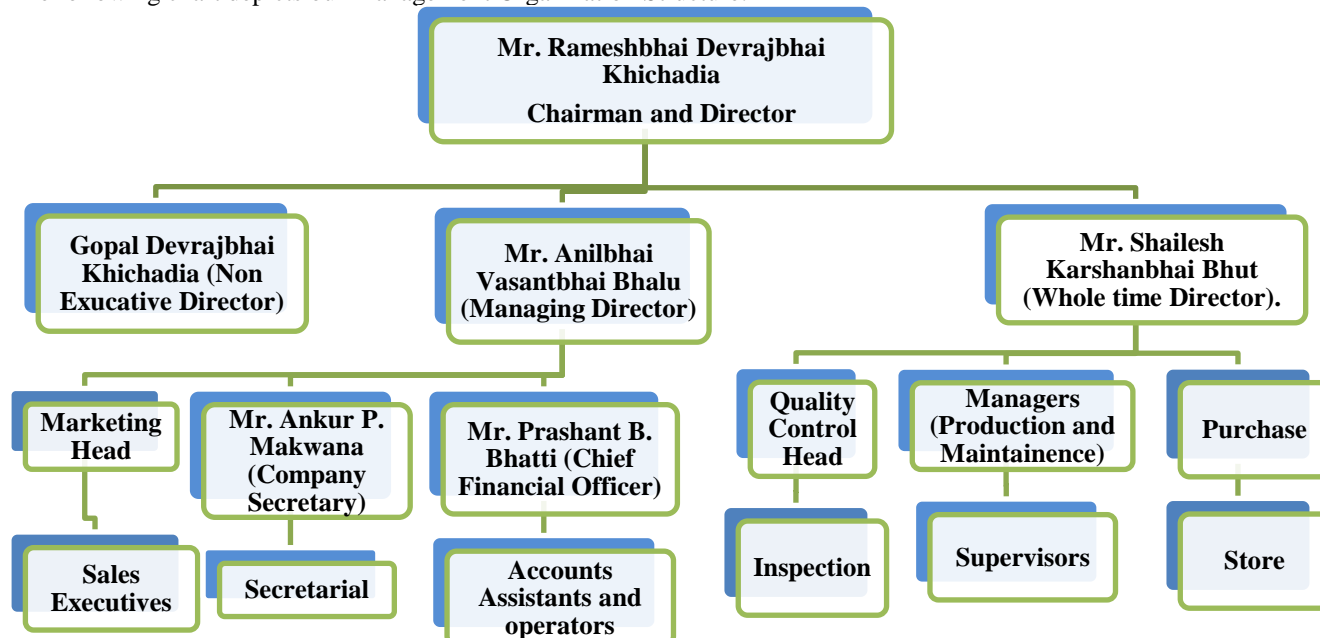 Mr. Rameshbhai Devrajbhai
Khichadia
Chairman and Director
Gopal Devrajbhai
Khichadia (Non
Exucative Director)
Mr. Anilbhai
Vasantbhai Bhalu
(Managing Director)
Mr. Shailesh
Karshanbhai Bhut
(Whole time Director).
Marketing
Head
Mr. Ankur P.
Makwana
(Company
Secretary)
Mr. Prashant B.
Bhatti (Chief
Financial Officer)
Quality
Control
Head
Managers
(Production and
Maintainence)
Purchase
Sales
Executives
Secretarial
Accounts
Assistants and
operators
Inspection
Supervisors
Store